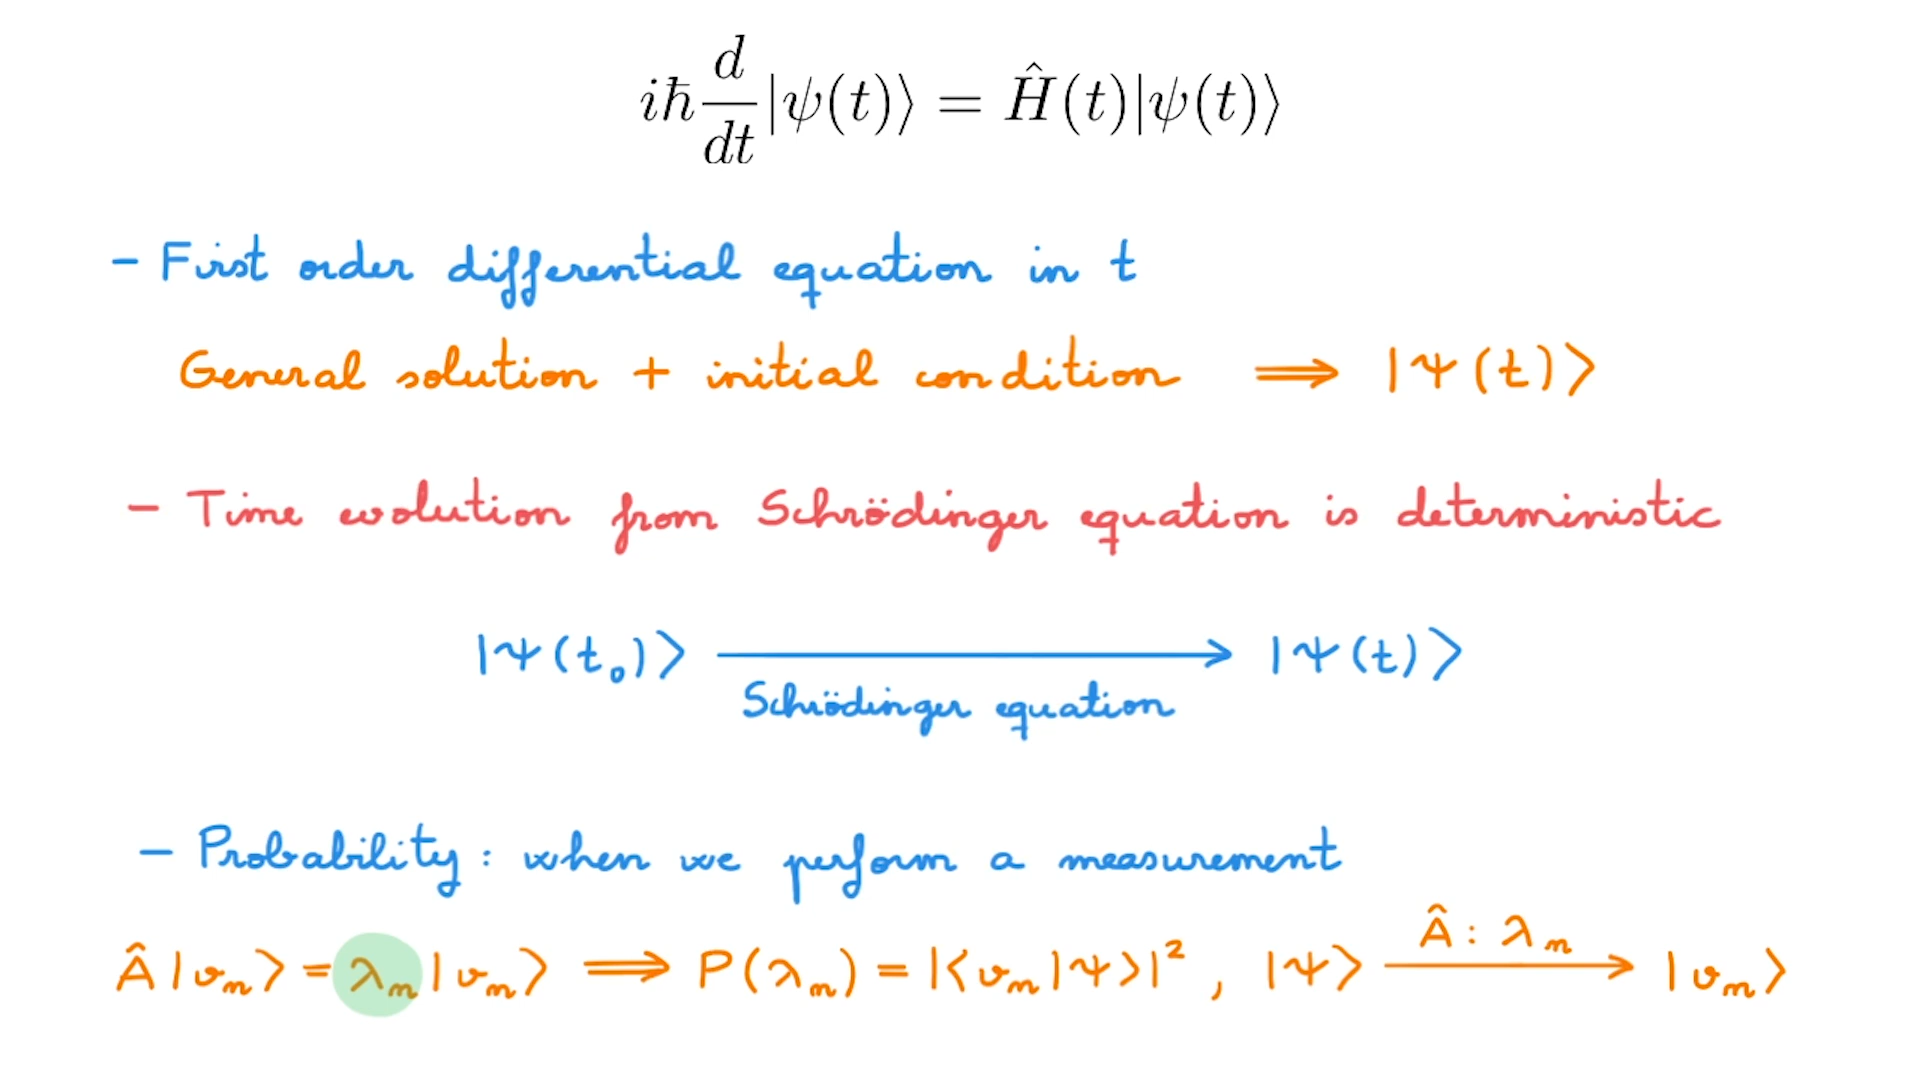 iħ d/dt |ψ(t)⟩ = Ĥ(t)|ψ(t)⟩
- First order differential equation in t
General solution + initial condition ⟹ |Ψ(t)⟩
- Time evolution from Schrödinger equation is deterministic
|Ψ(t₀)⟩ ⟶ |Ψ(t)⟩
Schrödinger equation
- Probability: when we perform a measurement
Â|vₙ⟩ = λₙ|vₙ⟩ ⟹ P(λₙ) = |⟨vₙ|Ψ⟩|², |Ψ⟩ ⟶ |vₙ⟩
Â: λₙ